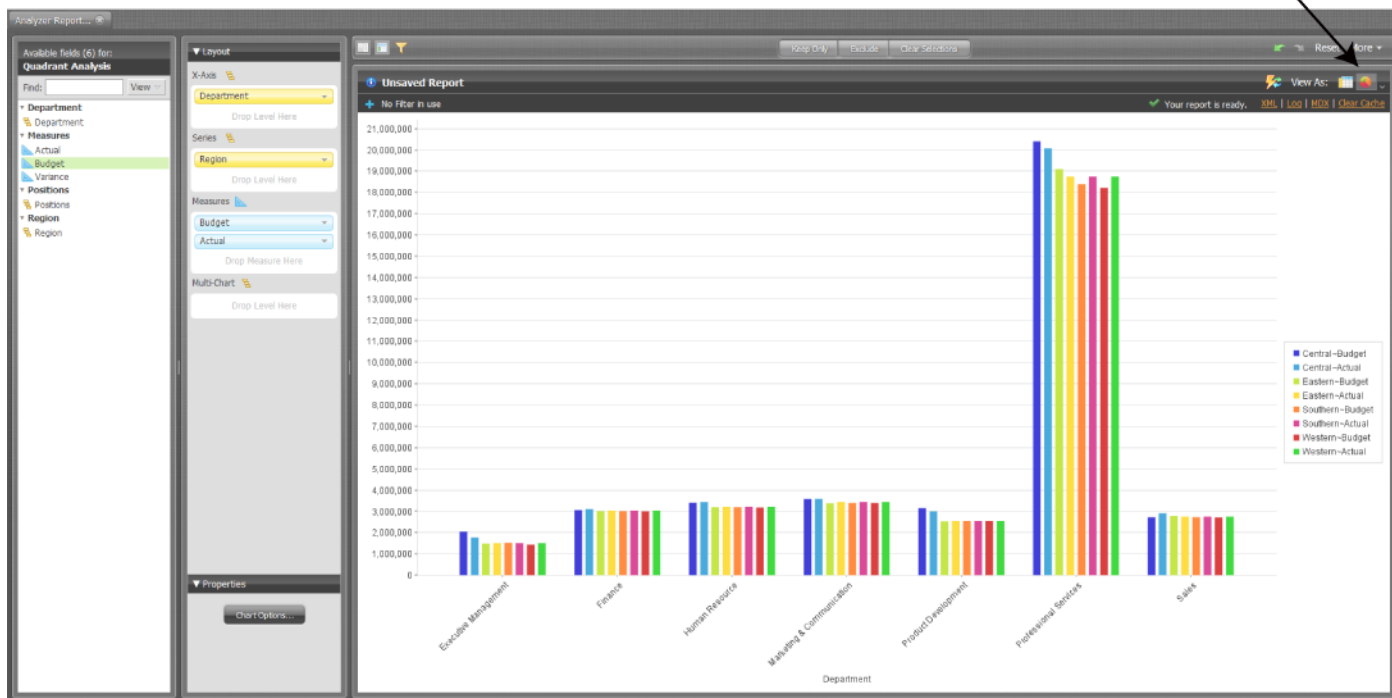 Analyzer Report...
Available fields (6) for:
Quadrant Analysis
Find:
View
Department
Department
Measures
Actual
Budget
Variance
Positions
Positions
Region
Region
Layout
X-Axis
Department
Drop Level Here
Series
Region
Drop Level Here
Measures
Budget
Actual
Drop Measure Here
Multi-Chart
Drop Level Here
Properties
Chart Options...
Keep Only Exclude Clear Selections
Reset More
Unsaved Report
View As:
No Filter in use
Your report is ready. XML | Log | MDX | Clear Cache
21,000,000
20,000,000
19,000,000
18,000,000
17,000,000
16,000,000
15,000,000
14,000,000
13,000,000
12,000,000
11,000,000
10,000,000
9,000,000
8,000,000
7,000,000
6,000,000
5,000,000
4,000,000
3,000,000
2,000,000
1,000,000
0
Executive Management
Finance
Human Resource
Marketing & Communication
Product Development
Professional Services
Sales
Department
Central~Budget
Central~Actual
Eastern~Budget
Eastern~Actual
Southern~Budget
Southern~Actual
Western~Budget
Western~Actual